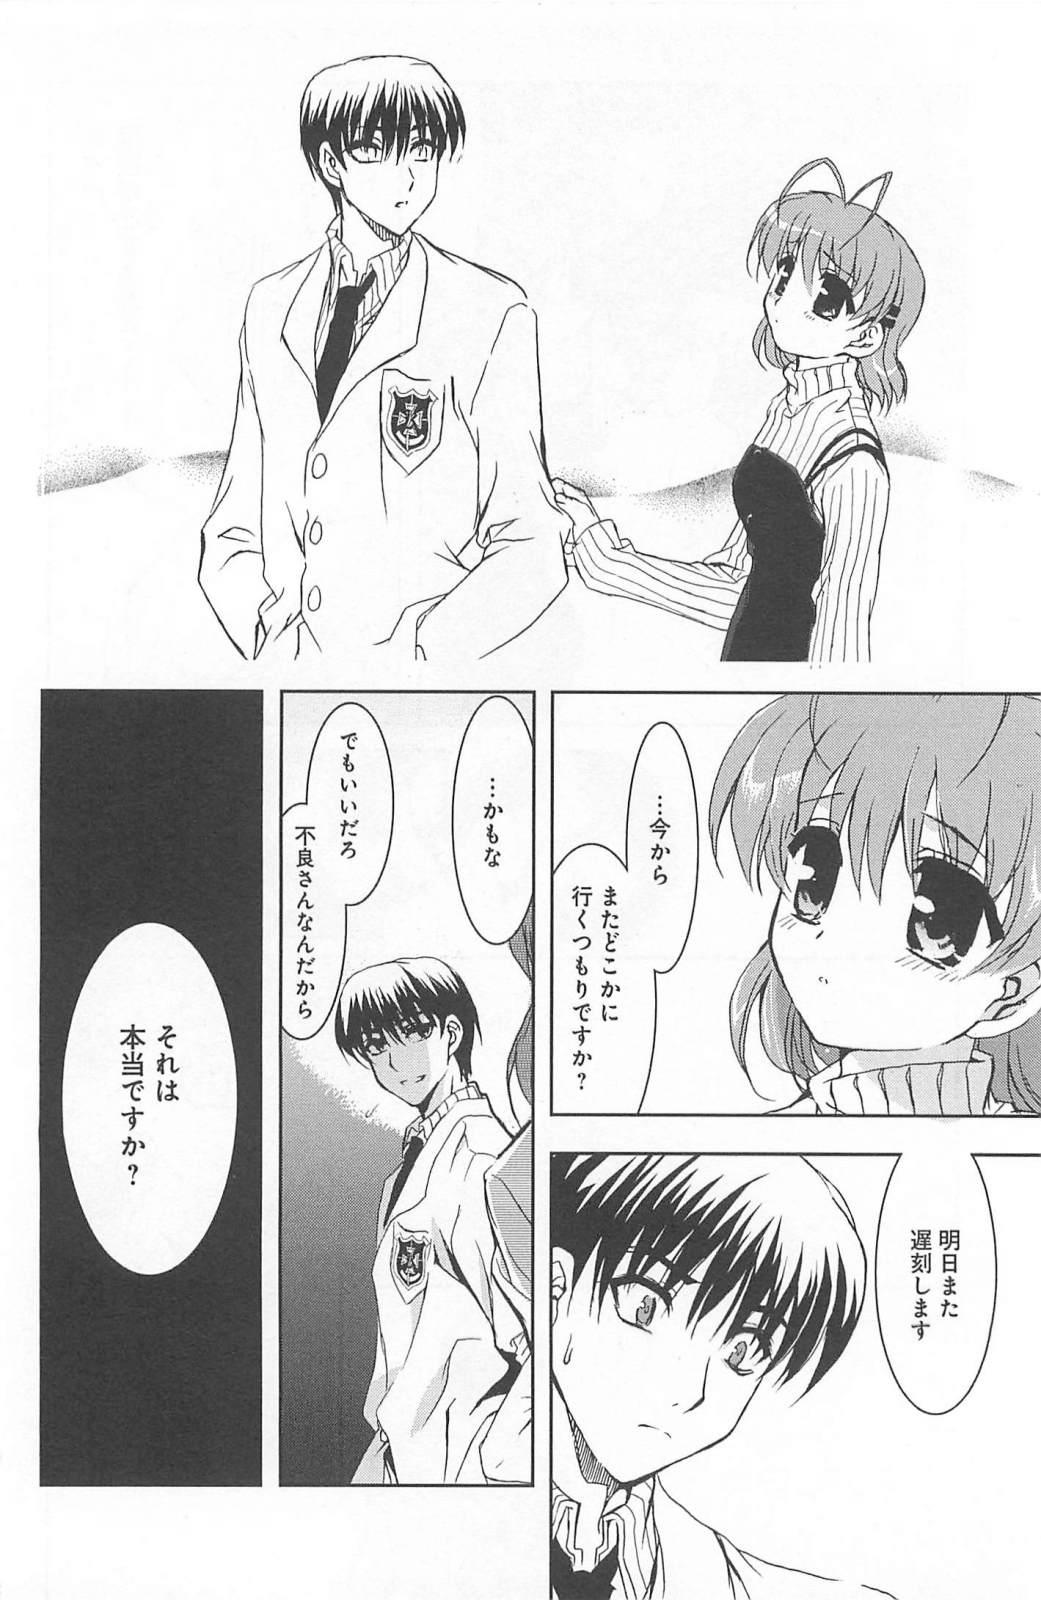 …今から
またどこかに
行くつもりですか?
明日また
遅刻します
…かもな
でもいいだろ
不良さんなんだから
それは
本当ですか?